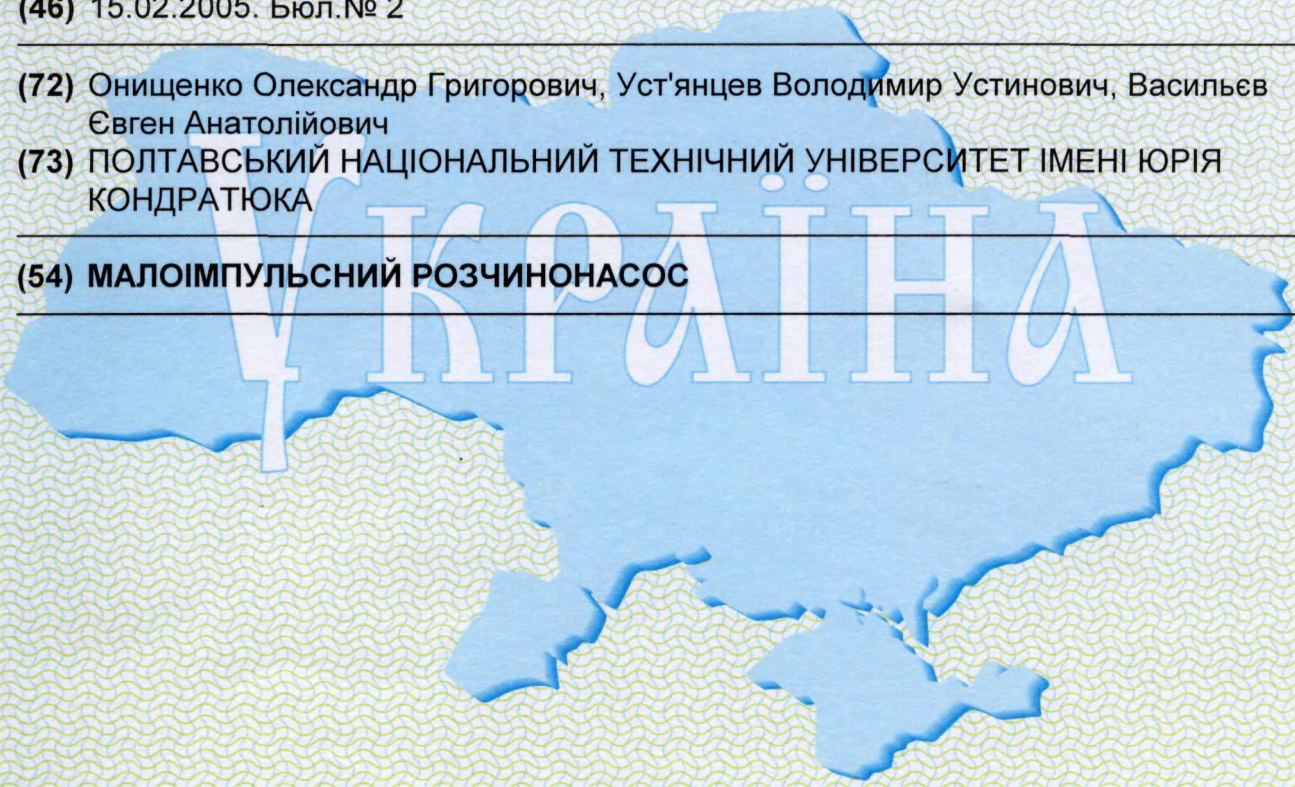 (46) 15.02.2005. Бюл.№ 2
(72) Онищенко Олександр Григорович, Уст'янцев Володимир Устинович, Васильєв
Євген Анатолійович
(73) ПОЛТАВСЬКИЙ НАЦІОНАЛЬНИЙ ТЕХНІЧНИЙ УНІВЕРСИТЕТ ІМЕНІ ЮРІЯ
КОНДРАТЮКА
УКРАЇНА
(54) МАЛОІМПУЛЬСНИЙ РОЗЧИНОНАСОС